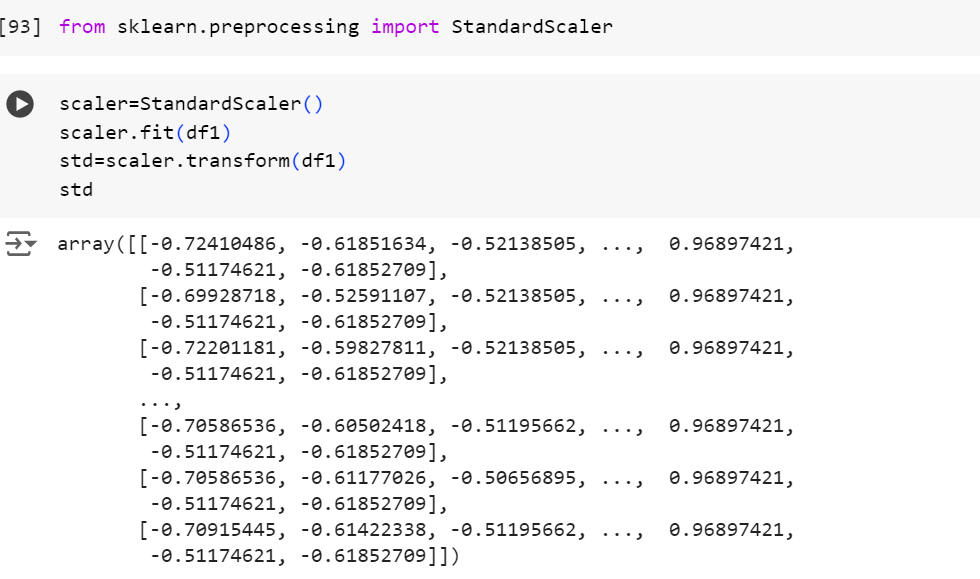 [93] from sklearn.preprocessing import StandardScaler
scaler=StandardScaler()
scaler.fit(df1)
std=scaler.transform(df1)
std
array([[-0.72410486, -0.61851634, -0.52138505, ...,  0.96897421,
        -0.51174621, -0.61852709],
       [-0.69928718, -0.52591107, -0.52138505, ...,  0.96897421,
        -0.51174621, -0.61852709],
       [-0.72201181, -0.59827811, -0.52138505, ...,  0.96897421,
        -0.51174621, -0.61852709],
       ...,
       [-0.70586536, -0.60502418, -0.51195662, ...,  0.96897421,
        -0.51174621, -0.61852709],
       [-0.70586536, -0.61177026, -0.50656895, ...,  0.96897421,
        -0.51174621, -0.61852709],
       [-0.70915445, -0.61422338, -0.51195662, ...,  0.96897421,
        -0.51174621, -0.61852709]])